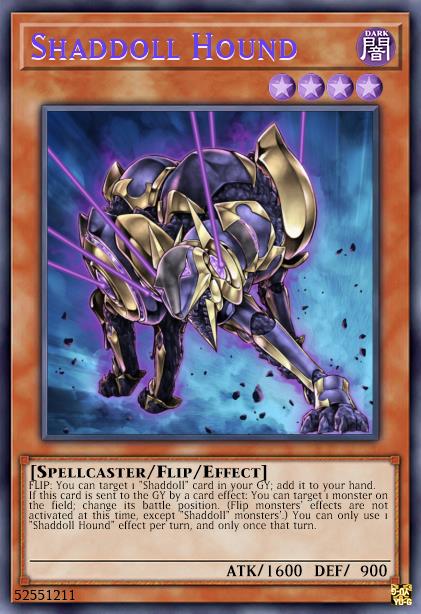 Shaddoll Hound
DARK
闇
[Spellcaster/Flip/Effect]
FLIP: You can target 1 "Shaddoll" card in your GY; add it to your hand.
If this card is sent to the GY by a card effect: You can target 1 monster on
the field; change its battle position. (Flip monsters' effects are not
activated at this time, except "Shaddoll" monsters'.) You can only use 1
"Shaddoll Hound" effect per turn, and only once that turn.
ATK/1600 DEF/ 900
52551211